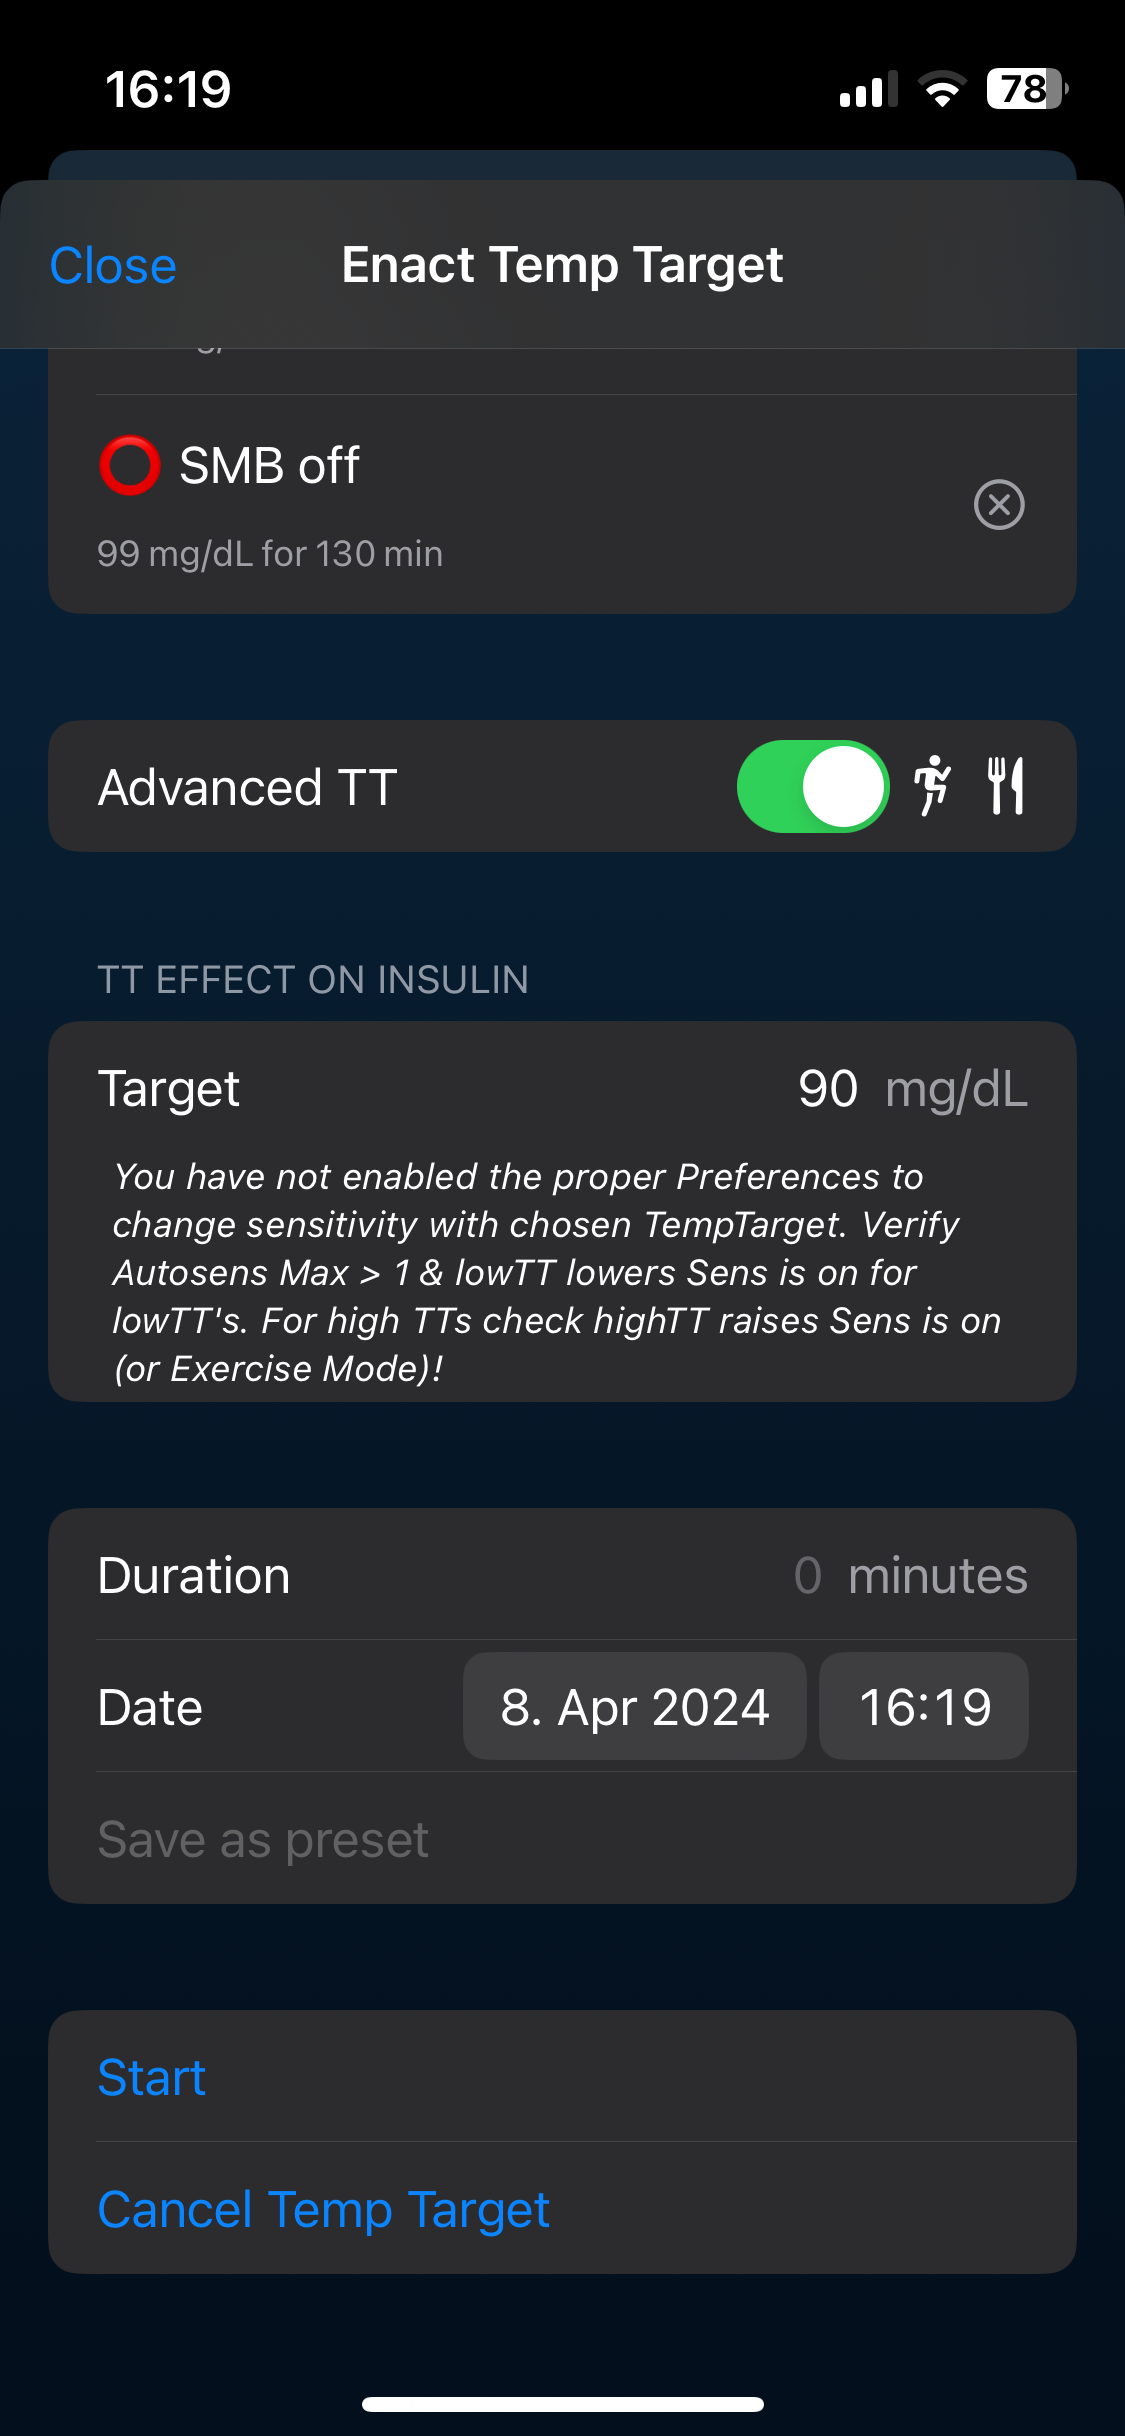 16:19
78
Close
Enact Temp Target
SMB off
99 mg/dL for 130 min
Advanced TT
TT EFFECT ON INSULIN
Target 90 mg/dL
You have not enabled the proper Preferences to
change sensitivity with chosen TempTarget. Verify
Autosens Max > 1 & lowTT lowers Sens is on for
lowTT's. For high TTs check highTT raises Sens is on
(or Exercise Mode)!
Duration 0 minutes
Date 8. Apr 2024 16:19
Save as preset
Start
Cancel Temp Target